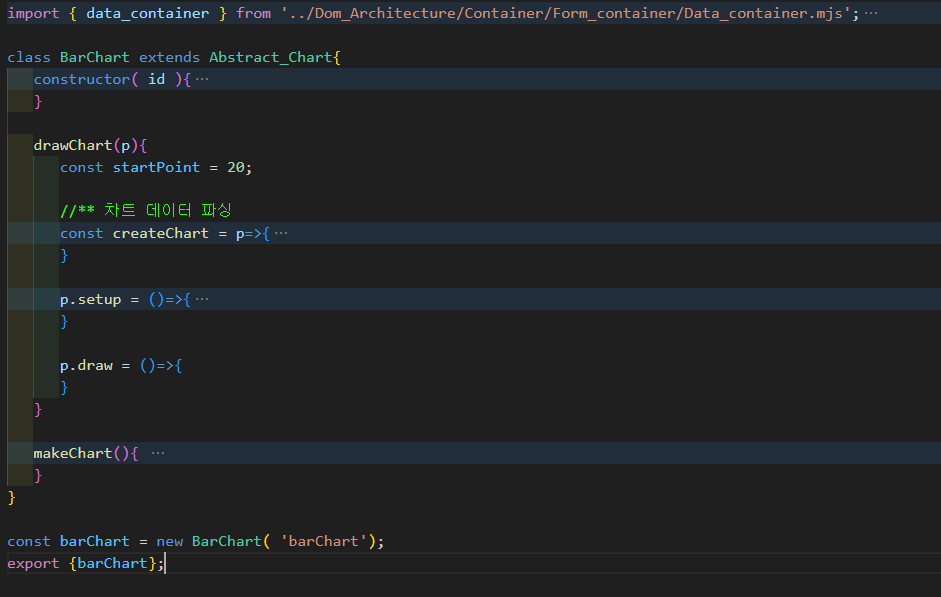 import { data_container } from '../Dom_Architecture/Container/Form_container/Data_container.mjs'; ···
class BarChart extends Abstract_Chart{
constructor( id ){ ···
}
drawChart(p){
const startPoint = 20;
//** 차트 데이터 파싱
const createChart = p=>{ ···
}
p.setup = ()=>{ ···
}
p.draw = ()=>{
}
}
makeChart(){ ···
}
}
const barChart = new BarChart( 'barChart');
export {barChart};